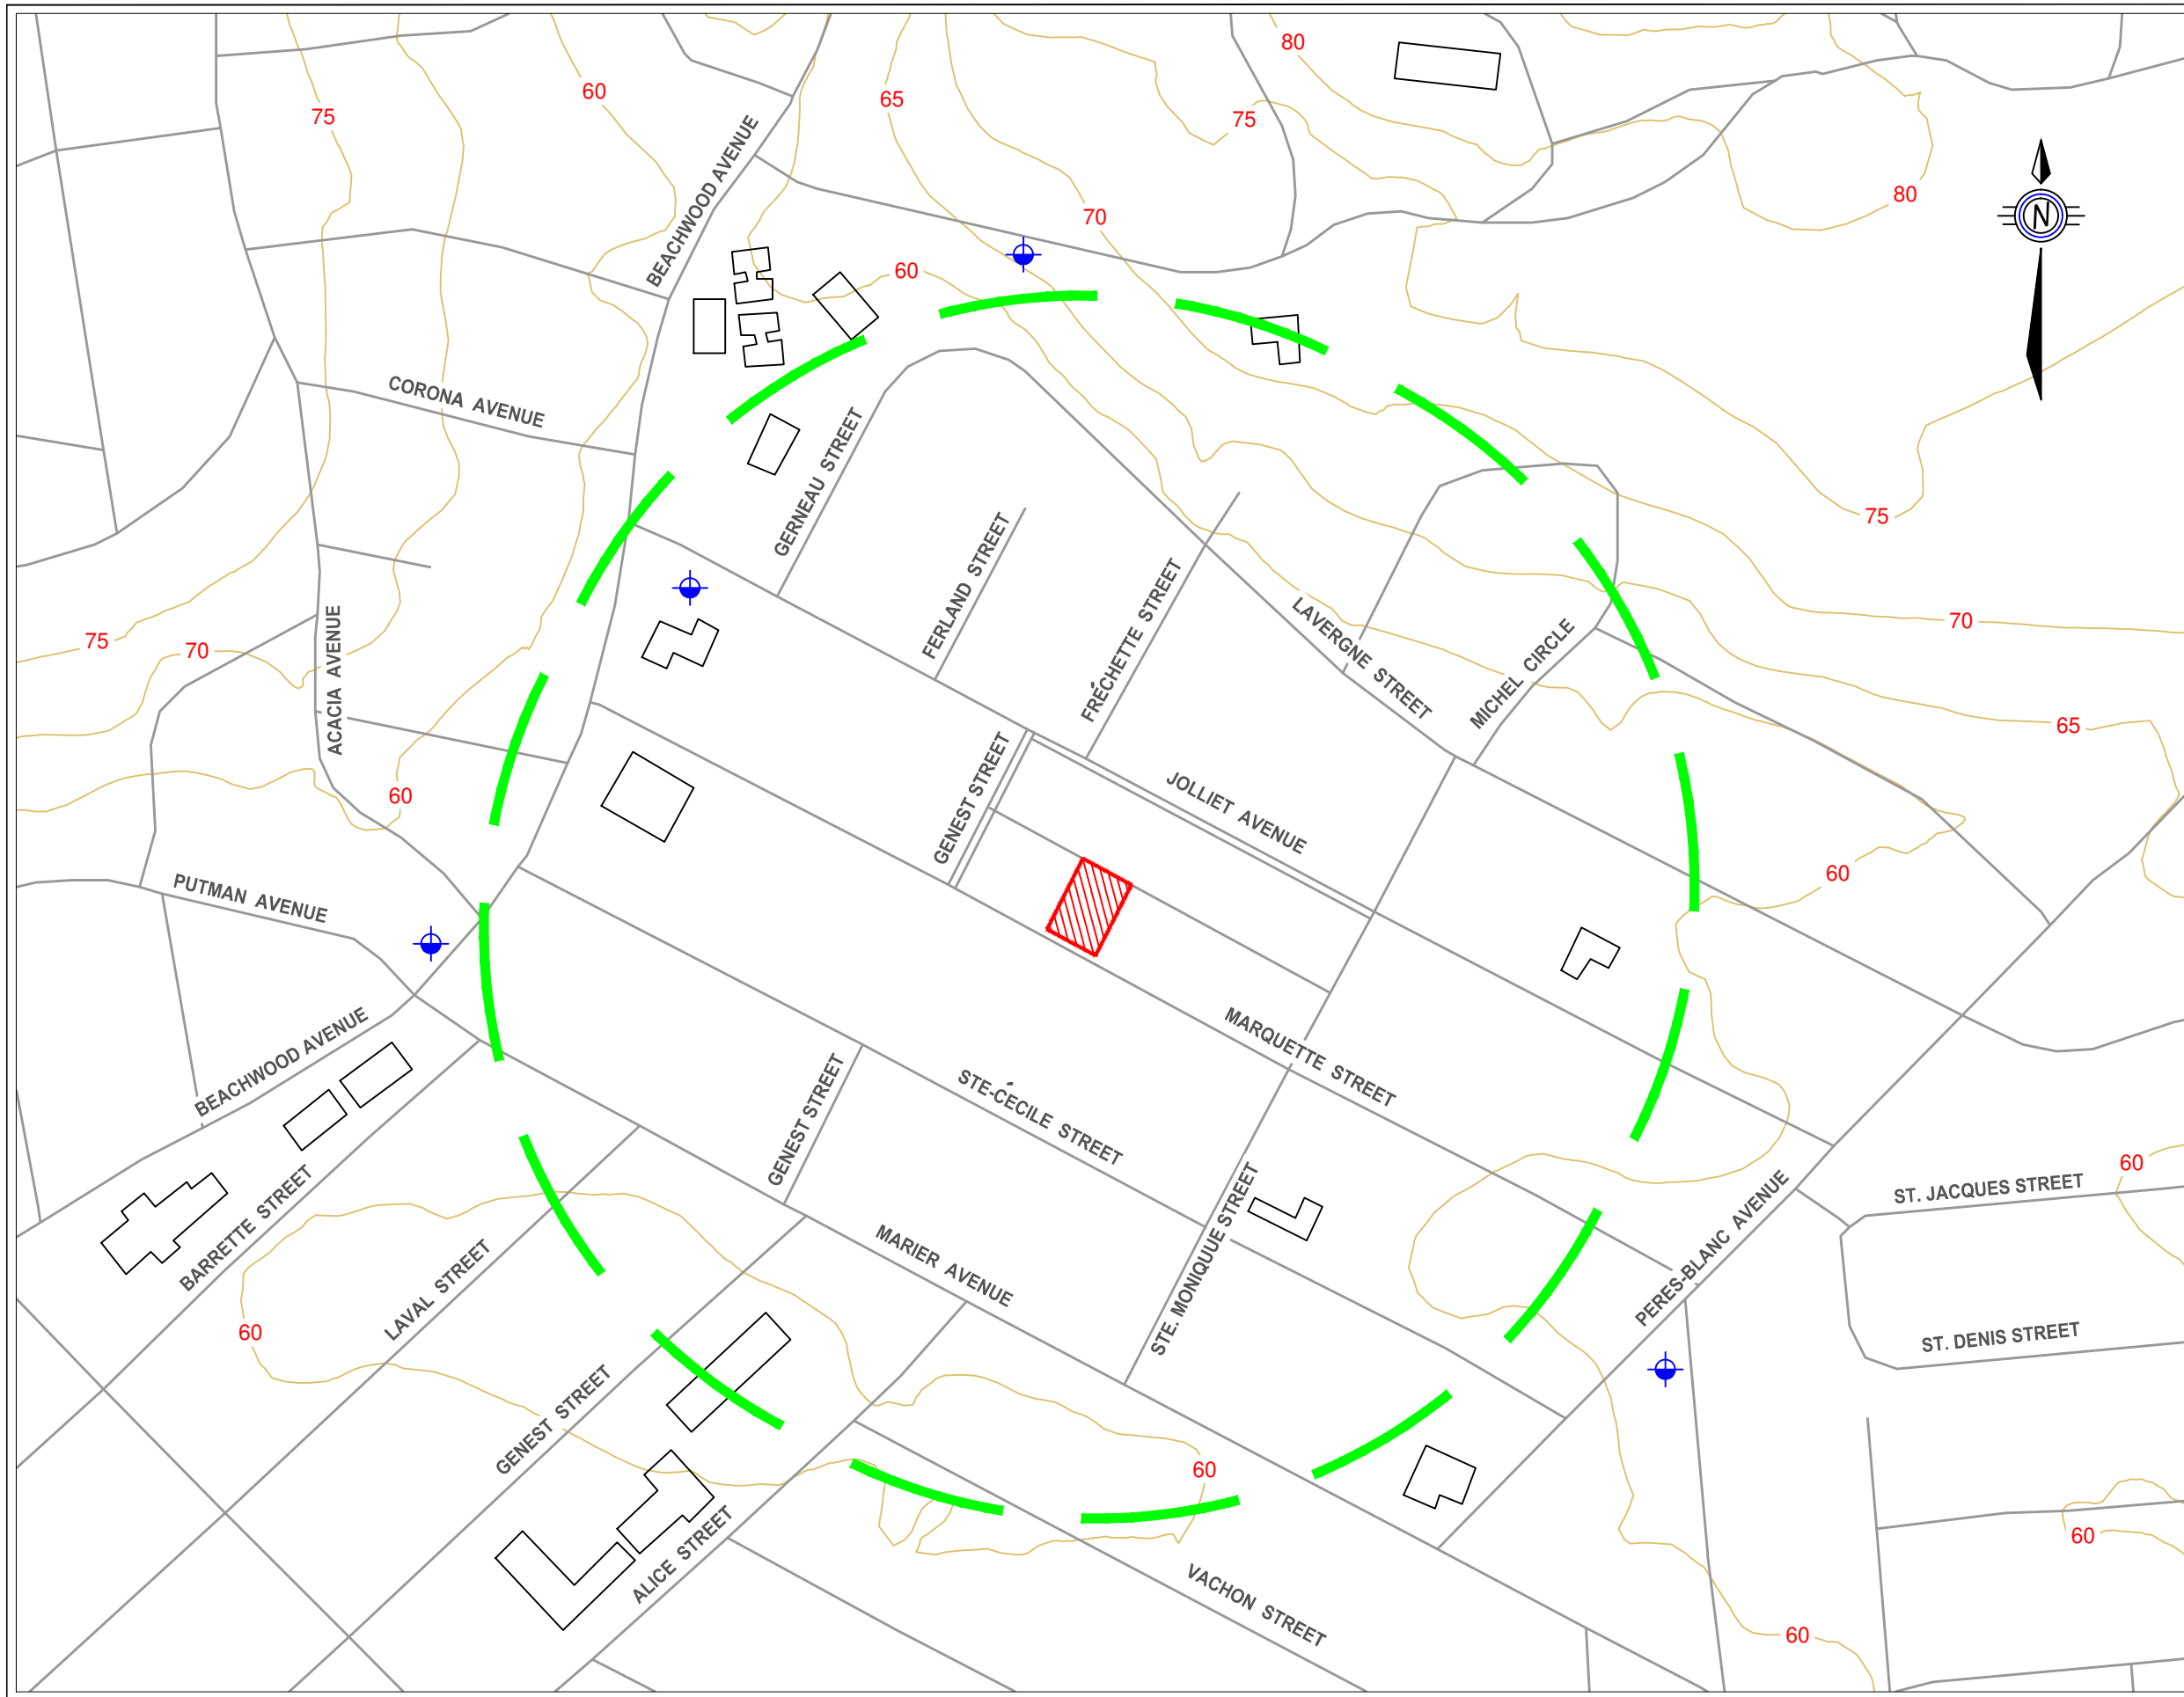 80
60
75
65
75
BEACHWOOD AVENUE
80
70
N
60
CORONA AVENUE
GERNEAU STREET
75
FERLAND STREET
FRÉCHETTE STREET
LAVERGNE STREET
70
75
ACACIA AVENUE
70
MICHEL CIRCLE
65
GENEST STREET
JOLLIET AVENUE
60
60
PUTMAN AVENUE
BEACHWOOD AVENUE
MARQUETTE STREET
GENEST STREET
STE-CÉCILE STREET
60
ST. JACQUES STREET
BARRETTE STREET
STE. MONIQUUE STREET
PERES-BLANC AVENUE
LAVAL STREET
MARIER AVENUE
60
ST. DENIS STREET
GENEST STREET
60
ALICE STREET
60
VACHON STREET
60